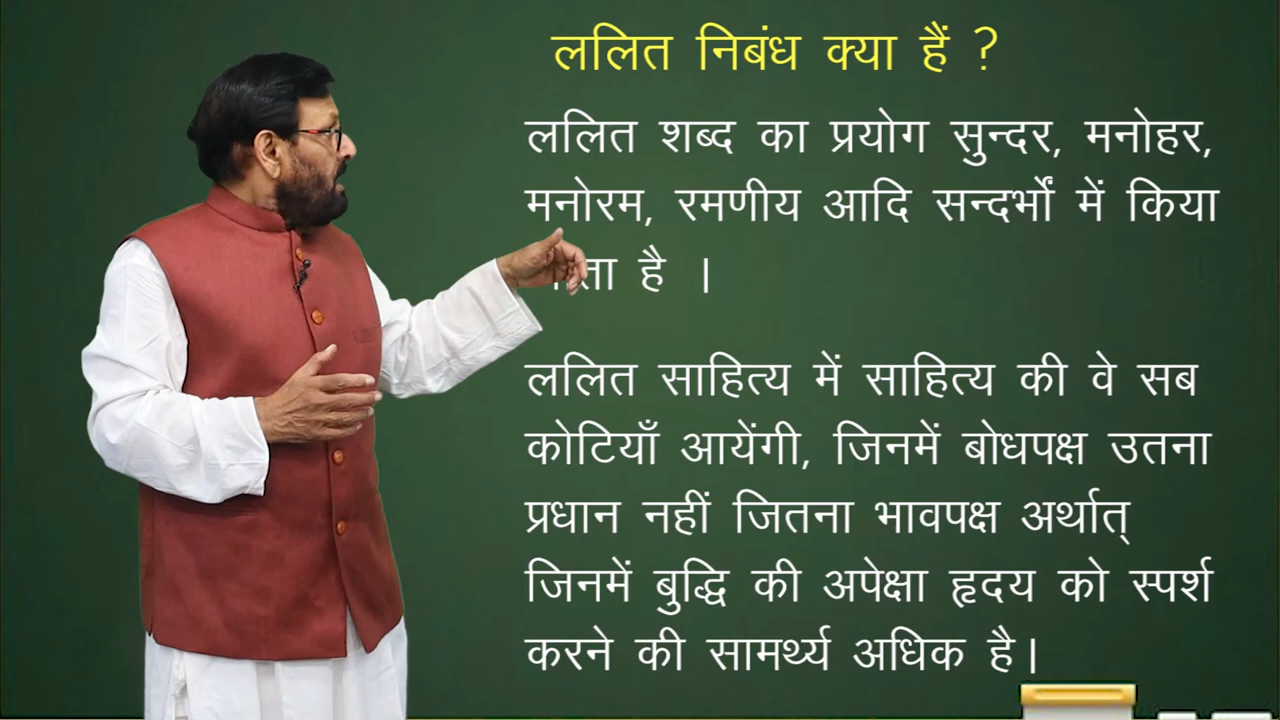 ललित निबंध क्या हैं ?
ललित शब्द का प्रयोग सुन्दर, मनोहर,
मनोरम, रमणीय आदि सन्दर्भों में किया
है ।
ललित साहित्य में साहित्य की वे सब
कोटियाँ आयेंगी, जिनमें बोधपक्ष उतना
प्रधान नहीं जितना भावपक्ष अर्थात्
जिनमें बुद्धि की अपेक्षा हृदय को स्पर्श
करने की सामर्थ्य अधिक है।